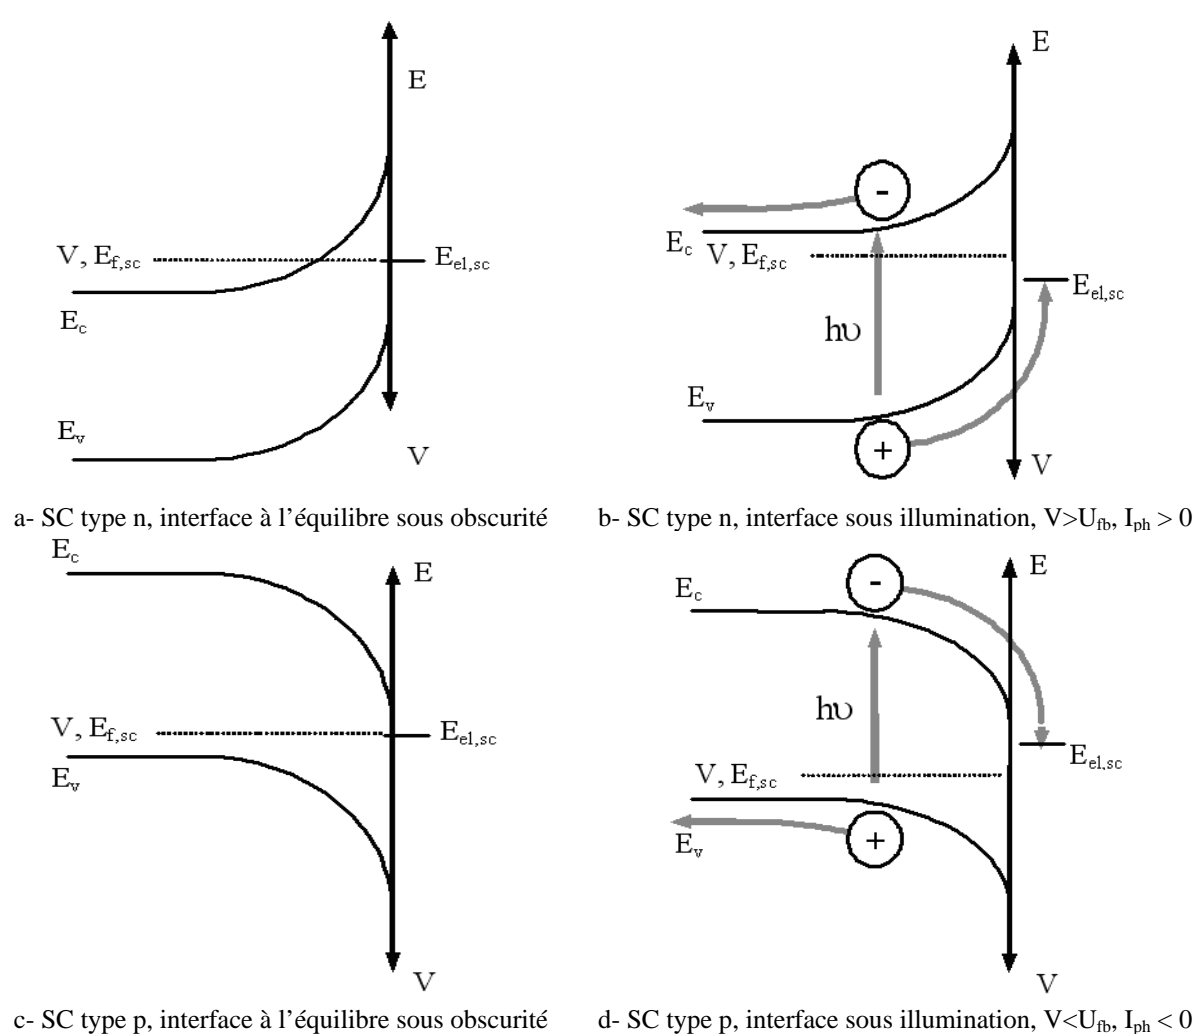 E
V, E_f,sc
E_el,sc
E_c
E_v
V
a- SC type n, interface à l'équilibre sous obscurité
E
-
E_c
V, E_f,sc
E_el,sc
hυ
E_v
+
V
b- SC type n, interface sous illumination, V>U_fb, I_ph > 0
E_c
E
V, E_f,sc
E_el,sc
E_v
V
c- SC type p, interface à l'équilibre sous obscurité
E
-
E_c
hυ
E_el,sc
V, E_f,sc
+
E_v
V
d- SC type p, interface sous illumination, V<U_fb, I_ph < 0